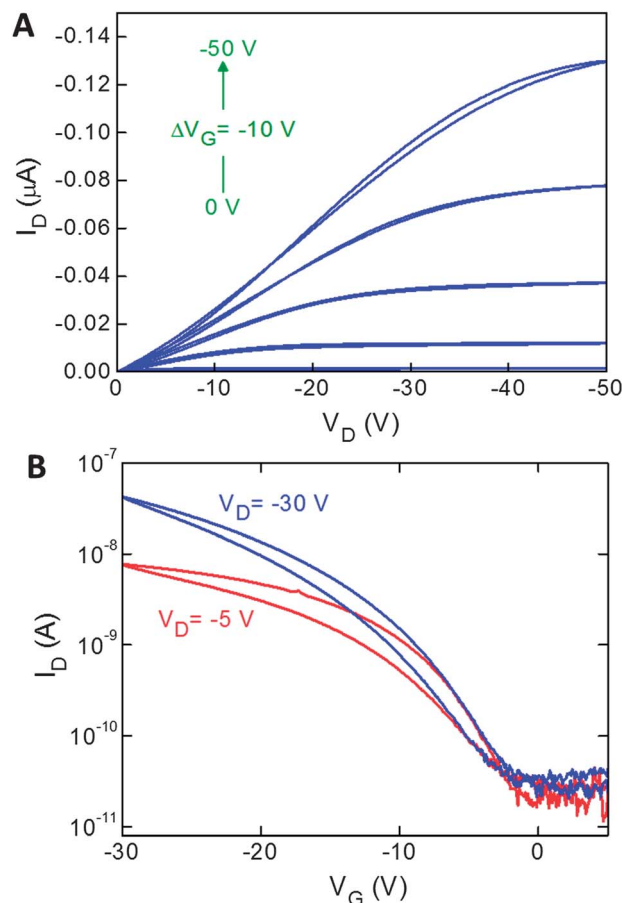 A
-0.14
-0.12
-0.10
-0.08
-0.06
-0.04
-0.02
0.00
I_D (μA)
-50 V
ΔV_G= -10 V
0 V
0 -10 -20 -30 -40 -50
V_D (V)
B
10^-7
10^-8
10^-9
10^-10
10^-11
I_D (A)
V_D= -30 V
V_D= -5 V
-30 -20 -10 0
V_G (V)